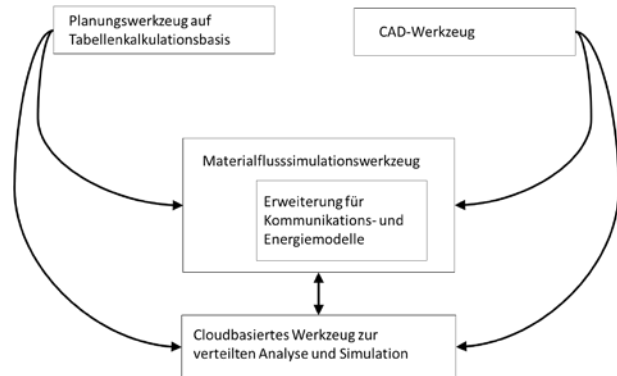 Planungswerkzeug auf
Tabellenkalkulationsbasis
CAD-Werkzeug
Materialflusssimulationswerkzeug
Erweiterung für
Kommunikations- und
Energiemodelle
Cloudbasiertes Werkzeug zur
verteilten Analyse und Simulation